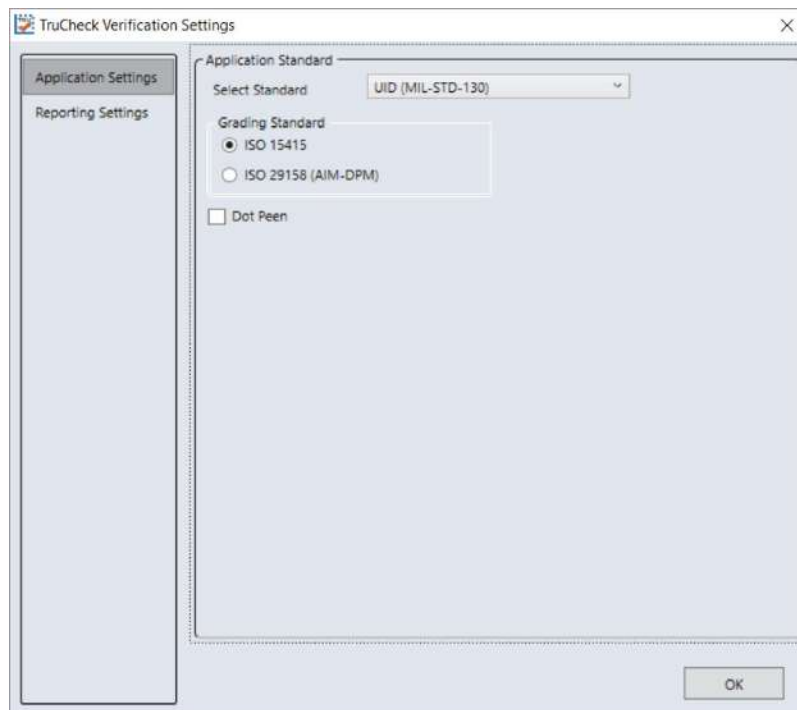 TruCheck Verification Settings
Application Settings
Reporting Settings
Application Standard
Select Standard
UID (MIL-STD-130)
Grading Standard
ISO 15415
ISO 29158 (AIM-DPM)
Dot Peen
OK